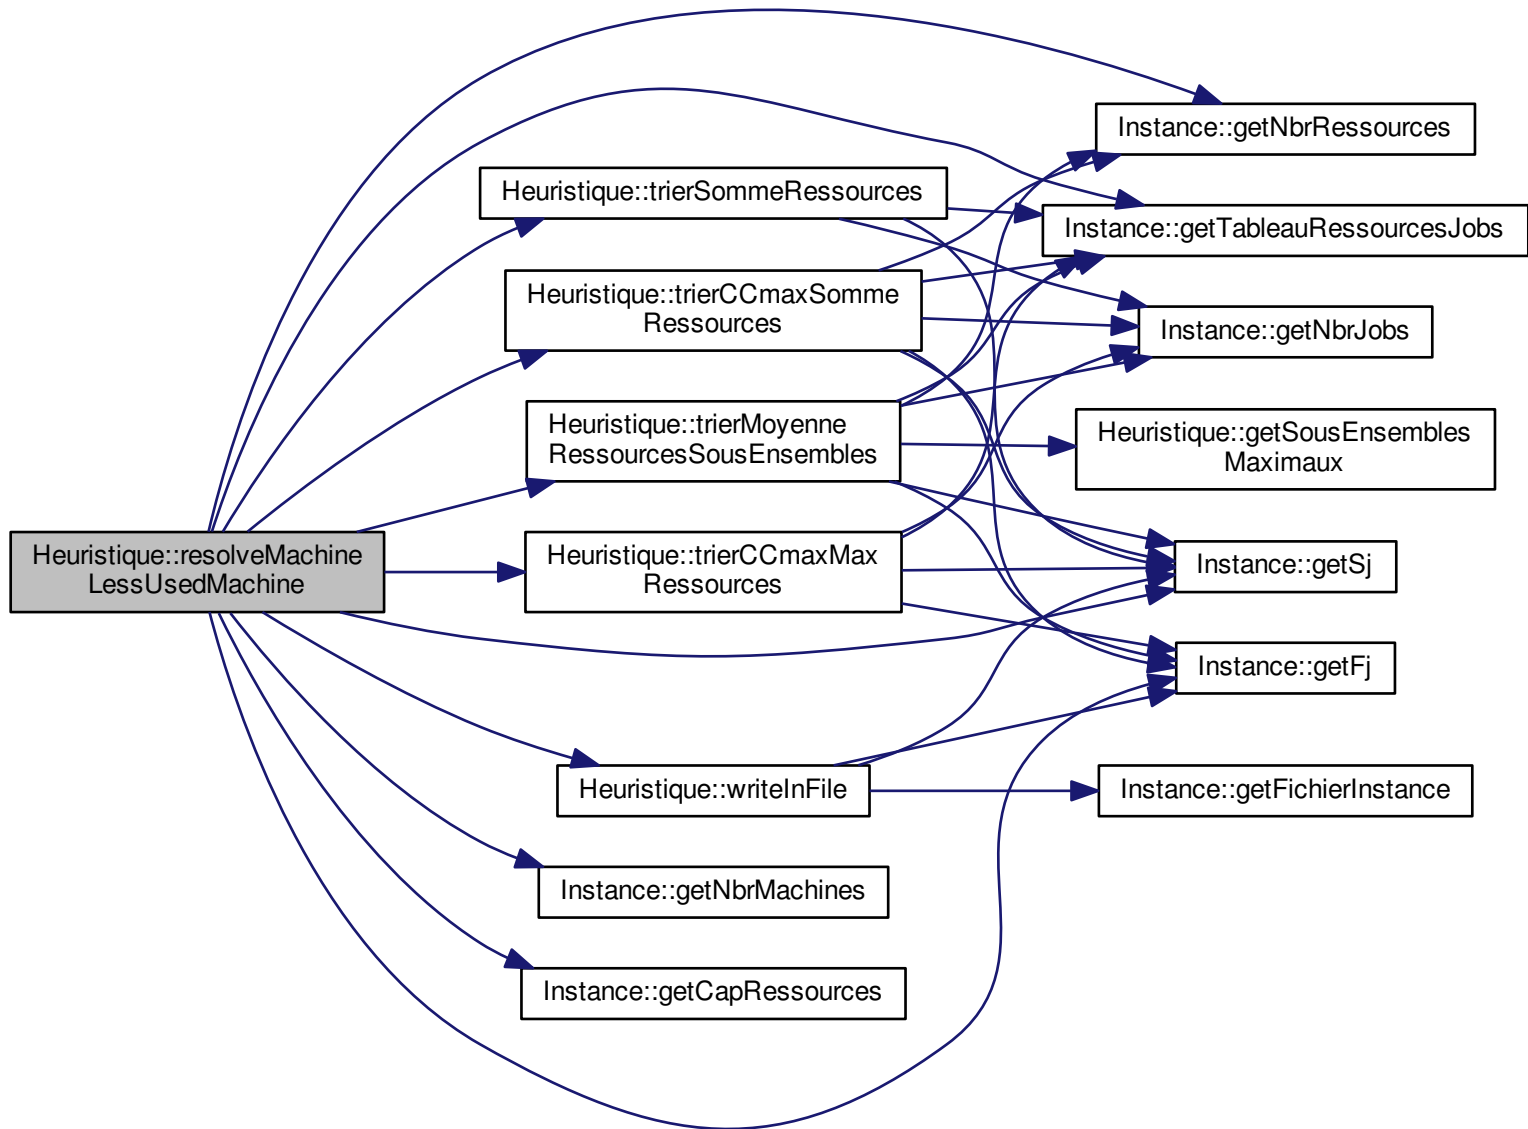 Heuristique::resolveMachine
LessUsedMachine
Heuristique::trierSommeRessources
Heuristique::trierCCmaxSomme
Ressources
Heuristique::trierMoyenne
RessourcesSousEnsembles
Heuristique::trierCCmaxMax
Ressources
Heuristique::writeInFile
Instance::getNbrMachines
Instance::getCapRessources
Instance::getNbrRessources
Instance::getTableauRessourcesJobs
Instance::getNbrJobs
Heuristique::getSousEnsembles
Maximaux
Instance::getSj
Instance::getFj
Instance::getFichierInstance